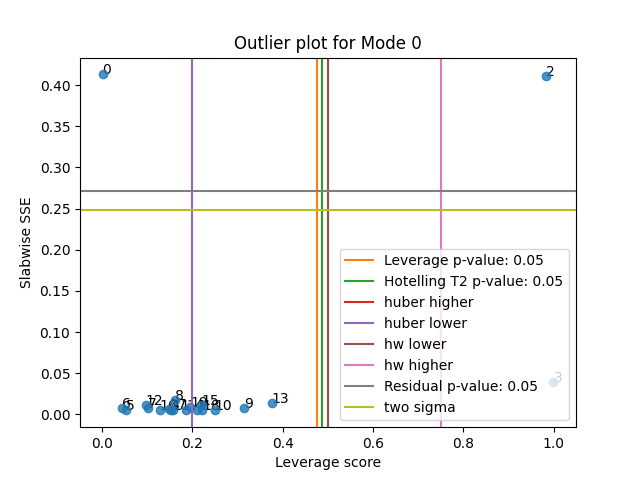 Outlier plot for Mode 0
0
2
0.40
0.35
0.30
0.25
0.20
0.15
0.10
0.05
0.00
Slabwise SSE
Leverage p-value: 0.05
Hotelling T2 p-value: 0.05
huber higher
huber lower
hw lower
hw higher
Residual p-value: 0.05
two sigma
3
5
12
8
15
10
9
13
0.0 0.2 0.4 0.6 0.8 1.0
Leverage score